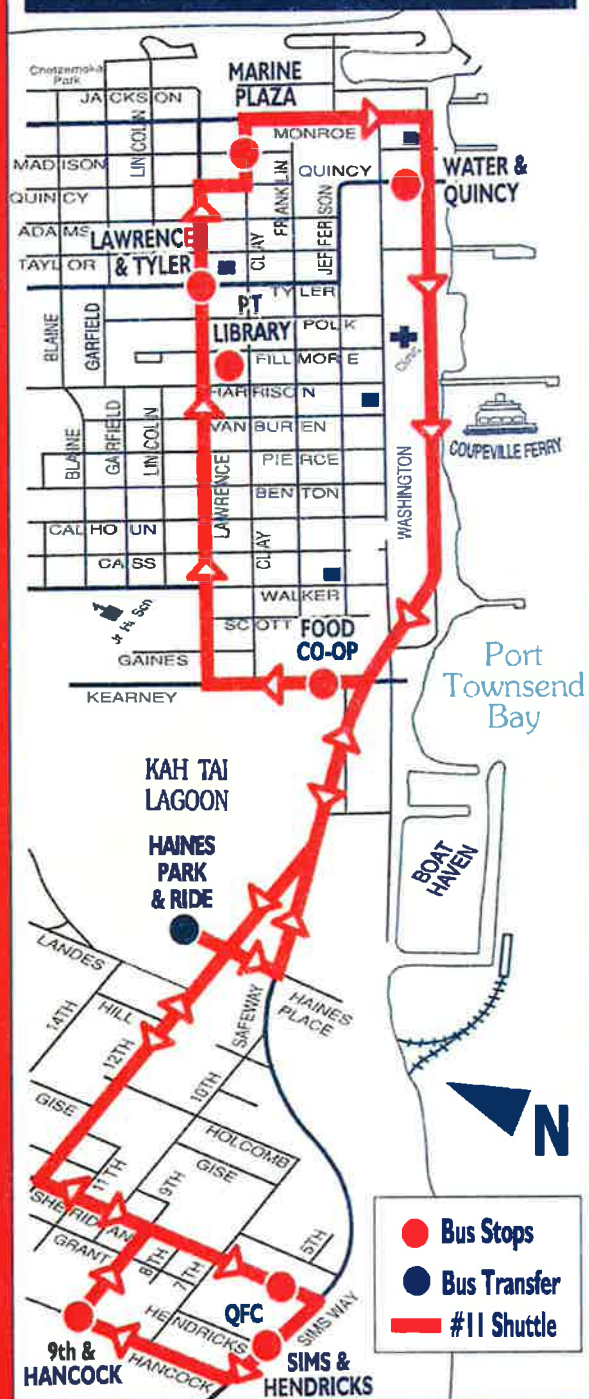 Chetzemoka
Park
MARINE
PLAZA
JACKSON
LINCOLN
MONROE
MADISON
QUINCY
FRANKLIN
WATER &
QUINCY
QUINCY
ADAMS
LAWRENCE
& TYLER
TAYLOR
CLAY
JEFFERSON
TYLER
PT
LIBRARY
POLK
Clinic
BLAINE
GARFIELD
FILLMORE
HARRISON
COUPEVILLE FERRY
VAN BUREN
BLAINE
GARFIELD
LINCOLN
PIERCE
LAWRENCE
BENTON
WASHINGTON
CALHOUN
CLAY
CASS
WALKER
Jr Hi Sch
SCOTT
FOOD
CO-OP
GAINES
KEARNEY
Port
Townsend
Bay
KAH TAI
LAGOON
HAINES
PARK
& RIDE
BOAT
HAVEN
LANDES
HAINES
PLACE
SAFEWAY
14TH
HILL
12TH
10TH
GISE
HOLCOMB
GISE
11TH
9TH
N
SHERIDAN
GRANT
8TH
7TH
5TH
Bus Stops
Bus Transfer
#11 Shuttle
QFC
SIMS WAY
HENDRICKS
9th &
HANCOCK
HANCOCK
SIMS &
HENDRICKS